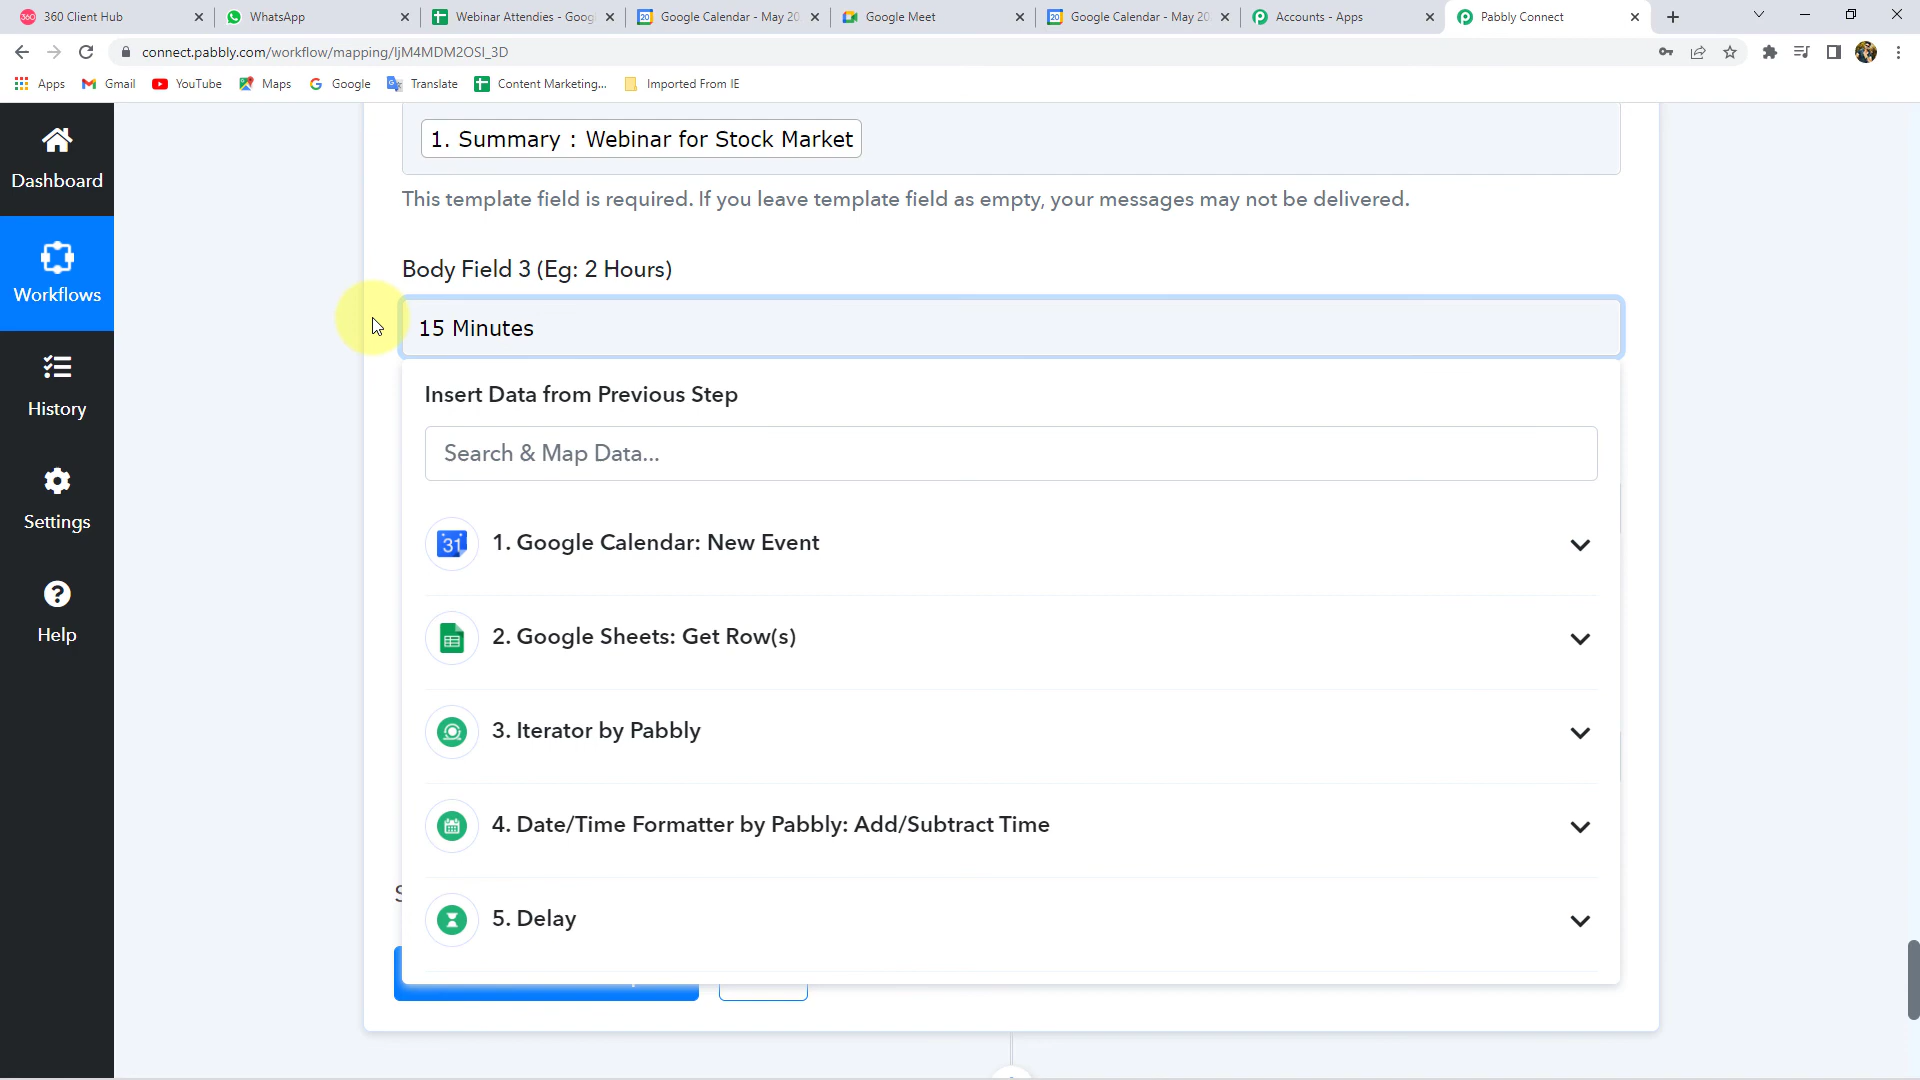 360 Client Hub
WhatsApp
Webinar Attendies - Goog
Google Calendar - May 20
Google Meet
Google Calendar - May 20
Accounts - Apps
Pabbly Connect
connect.pabbly.com/workflow/mapping/IjM4MDM2OSI_3D
Apps
Gmail
YouTube
Maps
Google
Translate
Content Marketing...
Imported From IE
Dashboard
Workflows
History
Settings
Help
1. Summary : Webinar for Stock Market
This template field is required. If you leave template field as empty, your messages may not be delivered.
Body Field 3 (Eg: 2 Hours)
15 Minutes
Insert Data from Previous Step
Search & Map Data...
31
1. Google Calendar: New Event
2. Google Sheets: Get Row(s)
3. Iterator by Pabbly
4. Date/Time Formatter by Pabbly: Add/Subtract Time
5. Delay